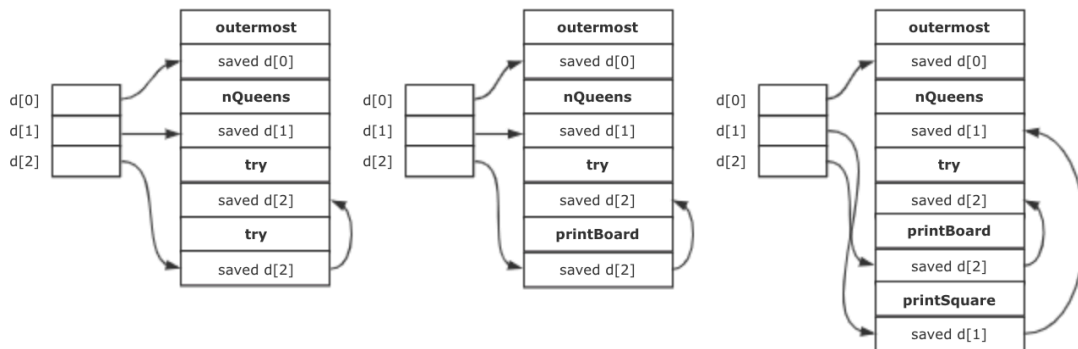 outermost
saved d[0]
nQueens
saved d[1]
try
saved d[2]
try
saved d[2]
d[0]
d[1]
d[2]
outermost
saved d[0]
nQueens
saved d[1]
try
saved d[2]
printBoard
saved d[2]
d[0]
d[1]
d[2]
outermost
saved d[0]
nQueens
saved d[1]
try
saved d[2]
printBoard
saved d[2]
printSquare
saved d[1]
d[0]
d[1]
d[2]